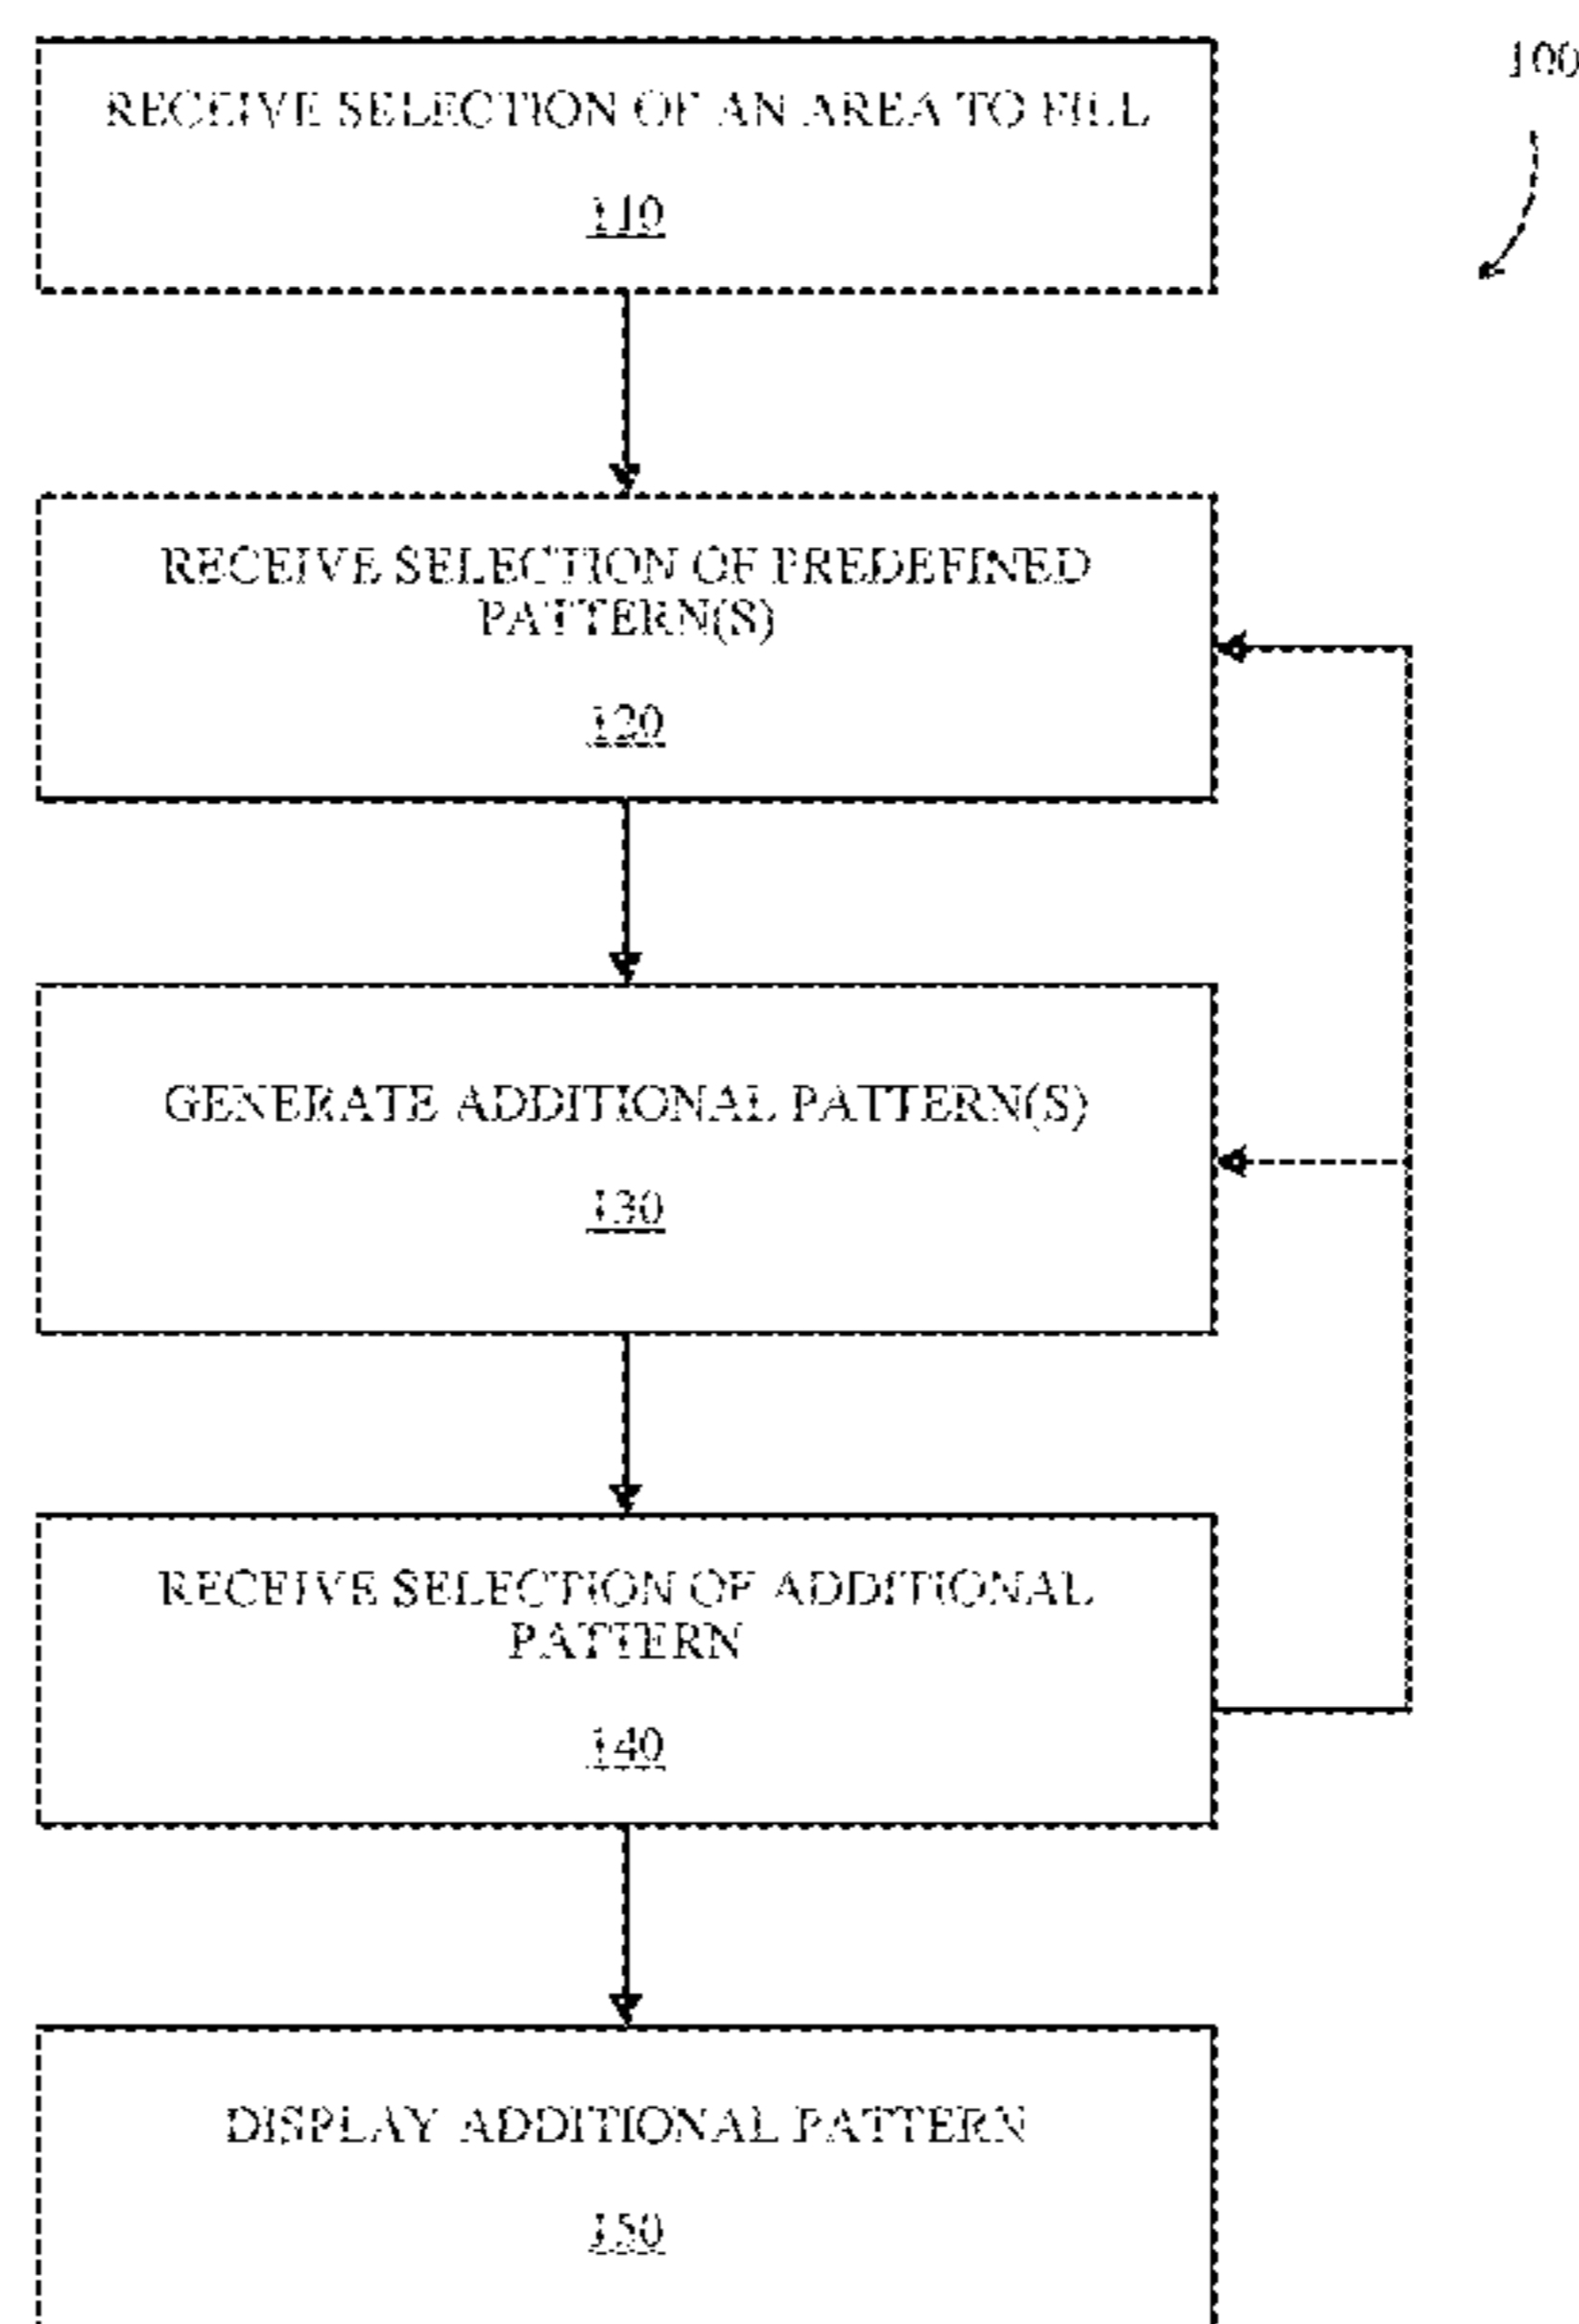 100
RECEIVE SELECTION OF AN AREA TO FILL
110
RECEIVE SELECTION OF PREDEFINED
PATTERN(S)
120
GENERATE ADDITIONAL PATTERN(S)
130
RECEIVE SELECTION OF ADDITIONAL
PATTERN
140
DISPLAY ADDITIONAL PATTERN
150